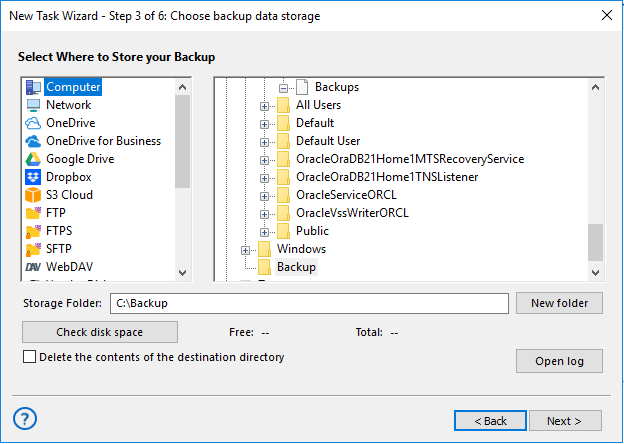 New Task Wizard - Step 3 of 6: Choose backup data storage
Select Where to Store your Backup
Computer
Network
OneDrive
OneDrive for Business
Google Drive
Dropbox
S3 Cloud
FTP
FTPS
SFTP
DAV WebDAV
Backups
All Users
Default
Default User
OracleOraDB21Home1MTSRecoveryService
OracleOraDB21Home1TNSListener
OracleServiceORCL
OracleVssWriterORCL
Public
Windows
Backup
Storage Folder: C:\Backup New folder
Check disk space Free: -- Total: --
Delete the contents of the destination directory
Open log
? < Back Next >